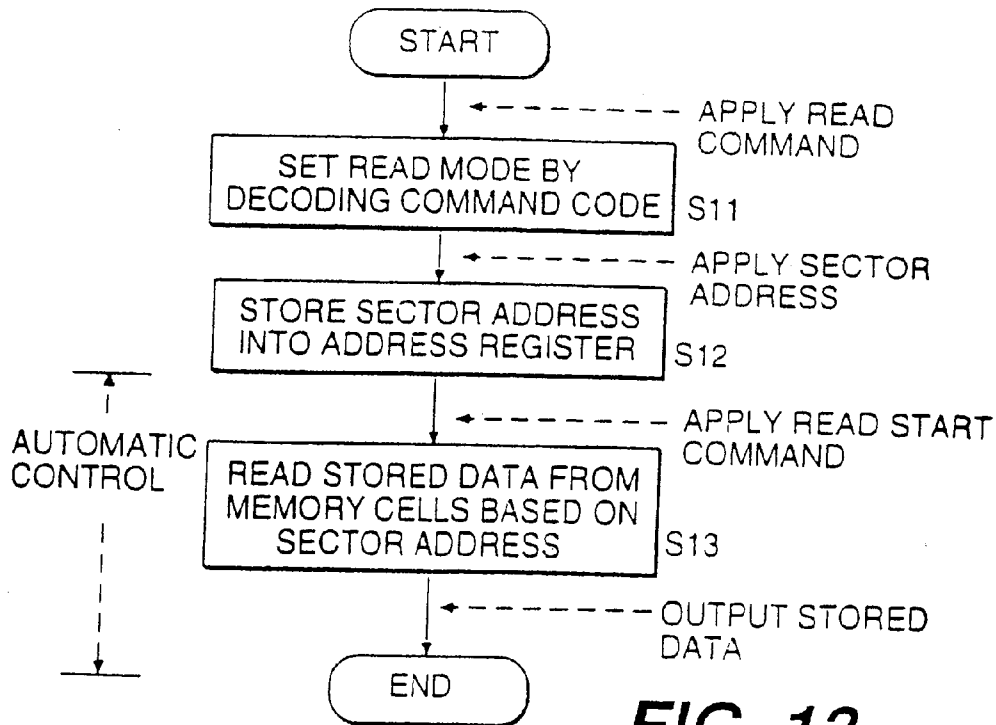 START
APPLY READ
COMMAND
SET READ MODE BY
DECODING COMMAND CODE
S11
APPLY SECTOR
ADDRESS
STORE SECTOR ADDRESS
INTO ADDRESS REGISTER
S12
APPLY READ START
COMMAND
AUTOMATIC
CONTROL
READ STORED DATA FROM
MEMORY CELLS BASED ON
SECTOR ADDRESS
S13
OUTPUT STORED
DATA
END